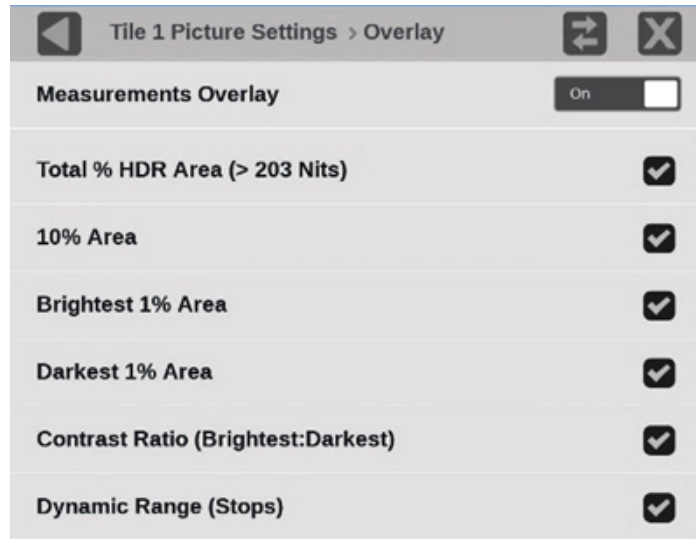 Tile 1 Picture Settings > Overlay
Measurements Overlay
On
Total % HDR Area (> 203 Nits)
10% Area
Brightest 1% Area
Darkest 1% Area
Contrast Ratio (Brightest:Darkest)
Dynamic Range (Stops)